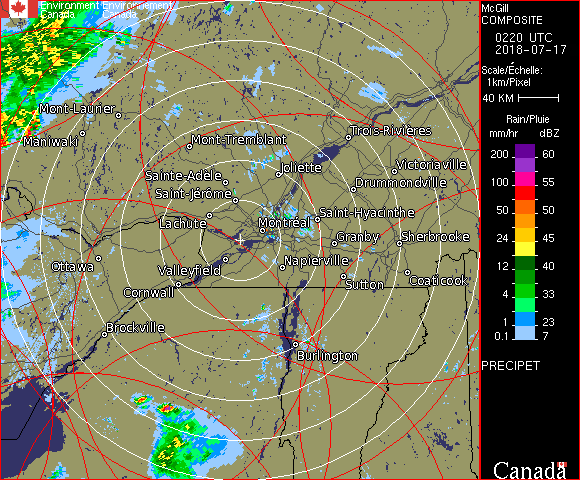 Environment Environnement
Canada Canada
Mont-Laurier
Maniwaki
Mont-Tremblant
Trois-Rivières
Joliette
Victoriaville
Sainte-Adèle
Drummondville
Saint-Jérôme
Saint-Hyacinthe
Lachute
Montréal
Granby
Sherbrooke
Ottawa
Valleyfield
Napierville
Cornwall
Sutton
Coaticook
Brockville
Burlington
McGill
COMPOSITE
0220 UTC
2018-07-17
Scale/Échelle:
1km/Pixel
40 KM
Rain/Pluie
mm/hr dBZ
200 60
100 55
50 50
24 45
12 40
4 33
1 23
0.1 7
PRECIPET
Canada